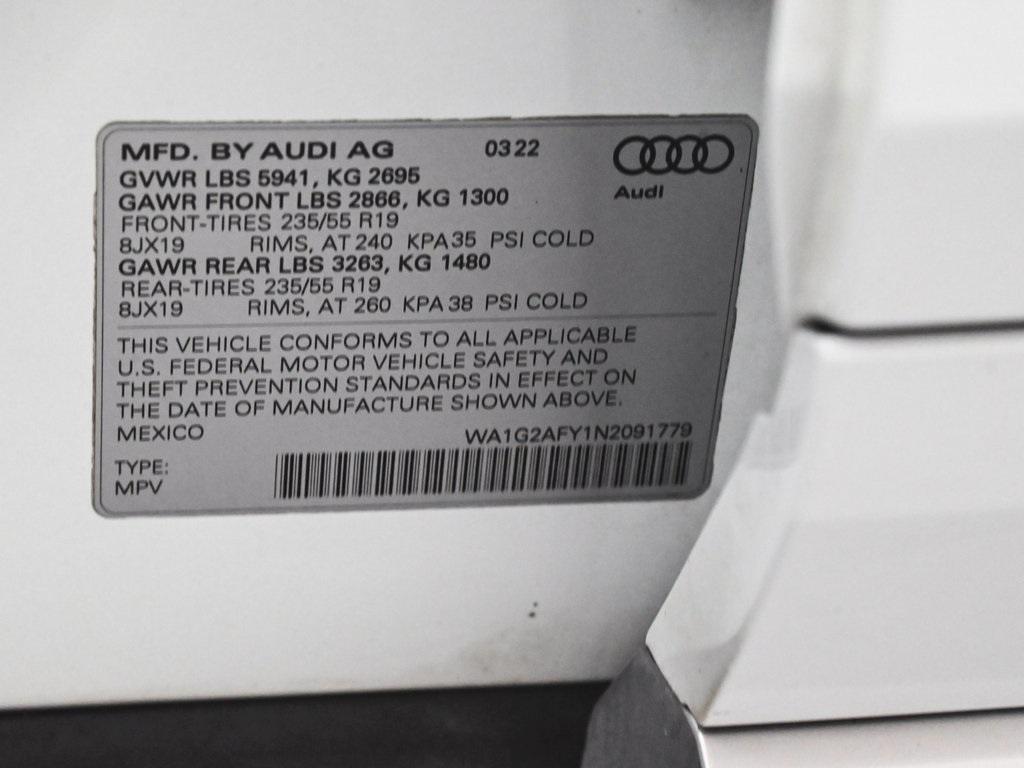 MFD. BY AUDI AG 0322
Audi
GVWR LBS 5941, KG 2695
GAWR FRONT LBS 2866, KG 1300
FRONT-TIRES 235/55 R19
8JX19 RIMS, AT 240 KPA 35 PSI COLD
GAWR REAR LBS 3263, KG 1480
REAR-TIRES 235/55 R19
8JX19 RIMS, AT 260 KPA 38 PSI COLD
THIS VEHICLE CONFORMS TO ALL APPLICABLE
U.S. FEDERAL MOTOR VEHICLE SAFETY AND
THEFT PREVENTION STANDARDS IN EFFECT ON
THE DATE OF MANUFACTURE SHOWN ABOVE.
MEXICO WA1G2AFY1N2091779
TYPE:
MPV